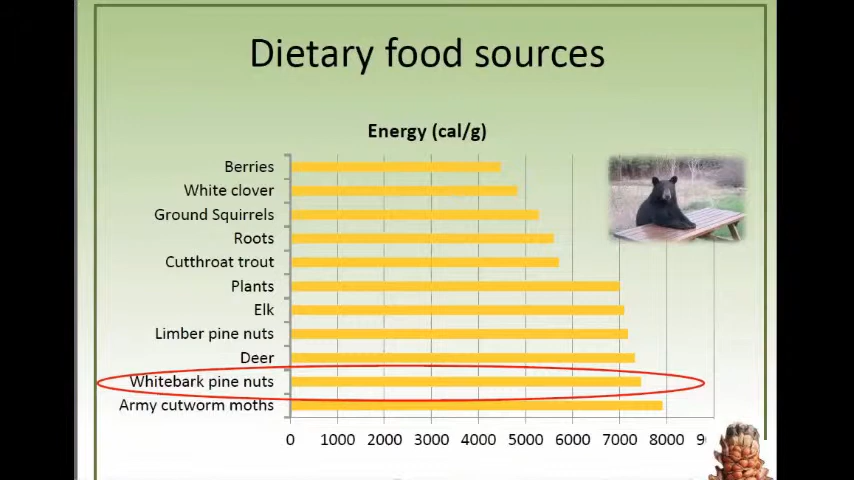 Dietary food sources
Energy (cal/g)
Berries
White clover
Ground Squirrels
Roots
Cutthroat trout
Plants
Elk
Limber pine nuts
Deer
Whitebark pine nuts
Army cutworm moths
0 1000 2000 3000 4000 5000 6000 7000 8000